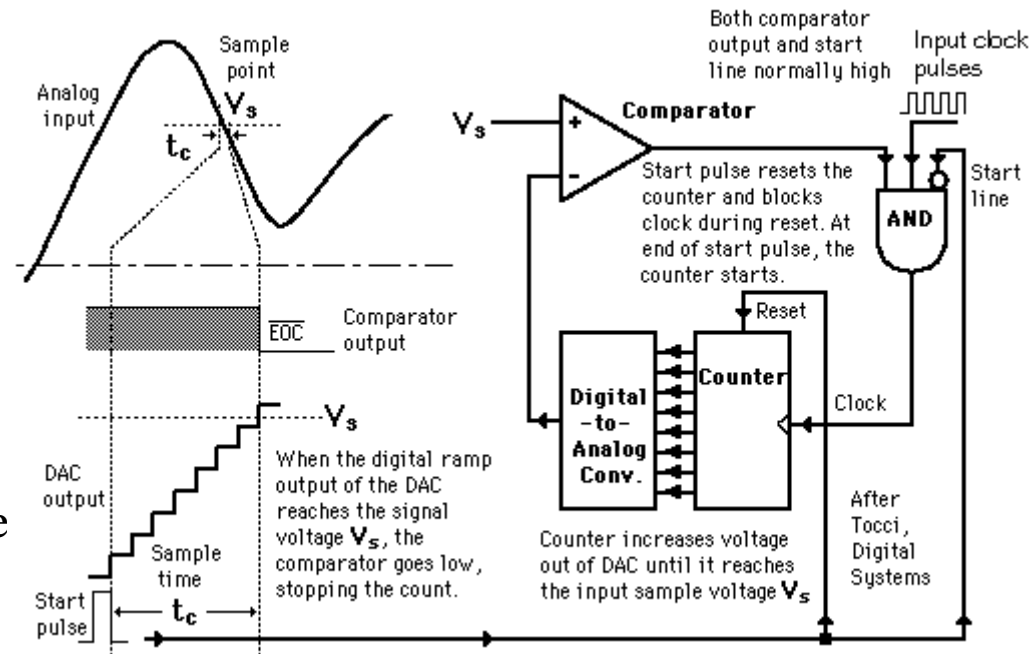 Analog
input
Sample
point
Vs
tc
EOC
Comparator
output
Vs
DAC
output
When the digital ramp
output of the DAC
reaches the signal
voltage Vs, the
comparator goes low,
stopping the count.
Sample
time
tc
Start
pulse
e
Both comparator
output and start
line normally high
Input clock
pulses
Vs
+
-
Comparator
Start pulse resets the
counter and blocks
clock during reset. At
end of start pulse, the
counter starts.
AND
Start
line
Reset
Digital
-to-
Analog
Conv.
Counter
Clock
Counter increases voltage
out of DAC until it reaches
the input sample voltage Vs
After
Tocci,
Digital
Systems